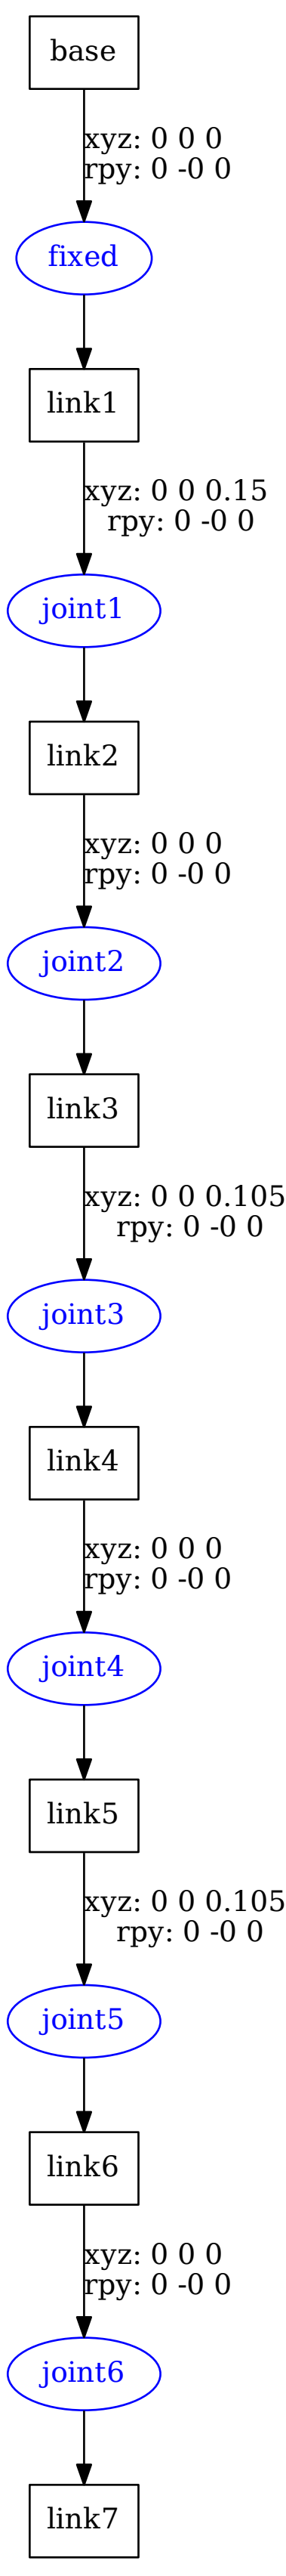 base
xyz: 0 0 0
rpy: 0 -0 0
fixed
link1
xyz: 0 0 0.15
rpy: 0 -0 0
joint1
link2
xyz: 0 0 0
rpy: 0 -0 0
joint2
link3
xyz: 0 0 0.105
rpy: 0 -0 0
joint3
link4
xyz: 0 0 0
rpy: 0 -0 0
joint4
link5
xyz: 0 0 0.105
rpy: 0 -0 0
joint5
link6
xyz: 0 0 0
rpy: 0 -0 0
joint6
link7